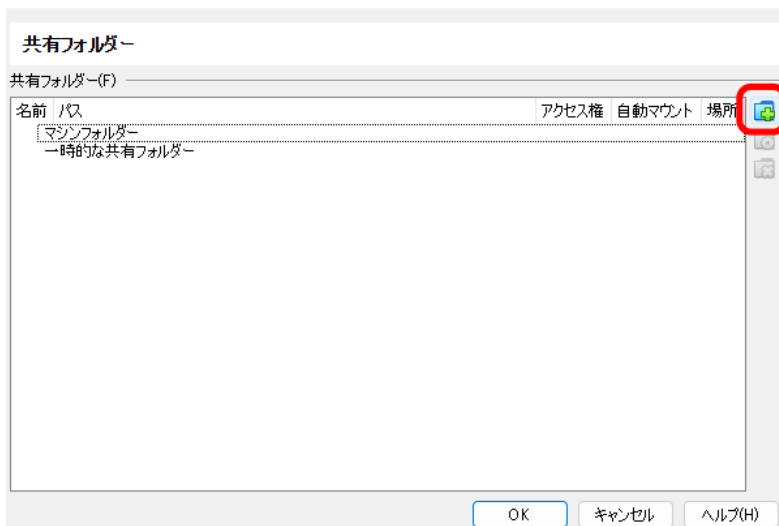 共有フォルダー
共有フォルダー(F)
名前 パス アクセス権 自動マウント 場所
マシンフォルダー
一時的な共有フォルダー
OK キャンセル ヘルプ(H)